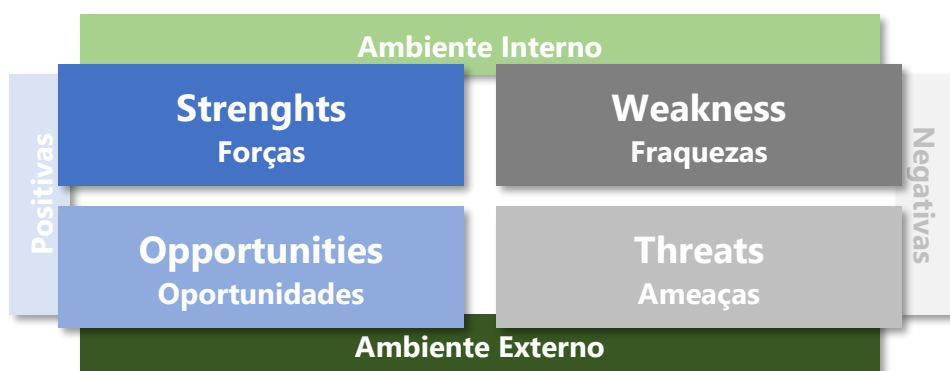 Ambiente Interno
Positivas
Strenghts
Forças
Weakness
Fraquezas
Negativas
Opportunities
Oportunidades
Threats
Ameaças
Ambiente Externo